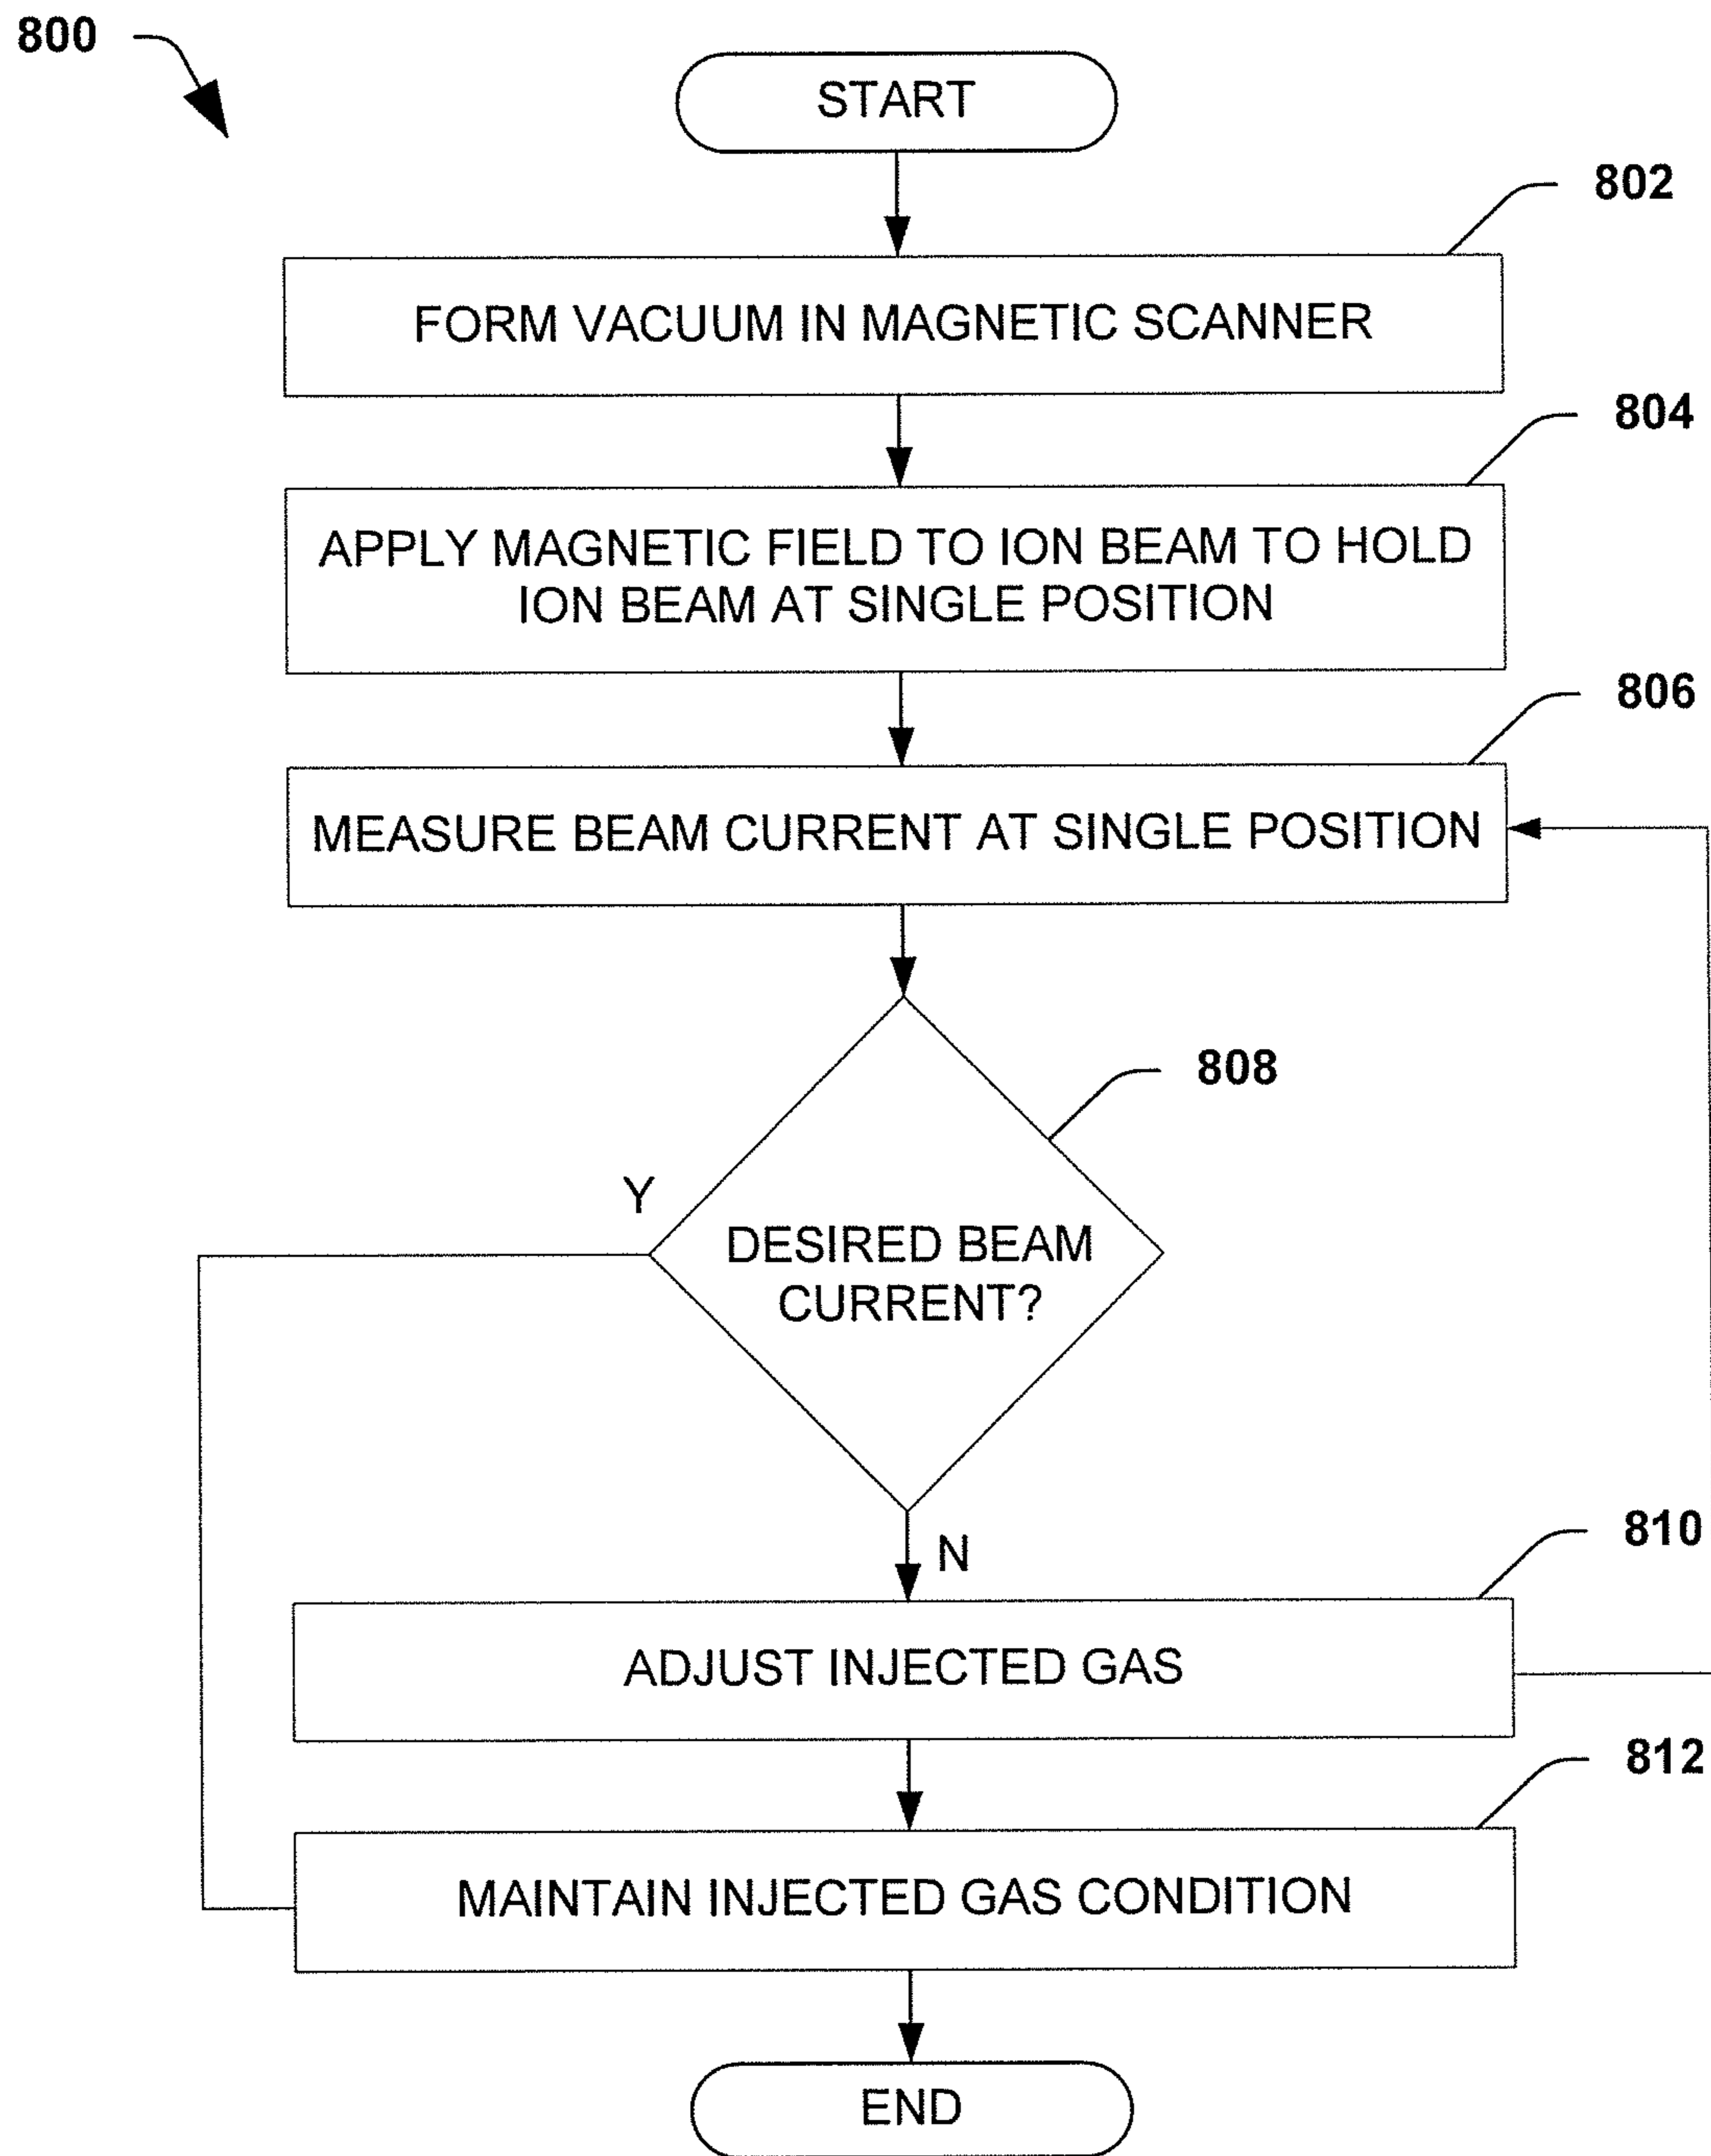 800
START
802
FORM VACUUM IN MAGNETIC SCANNER
804
APPLY MAGNETIC FIELD TO ION BEAM TO HOLD
ION BEAM AT SINGLE POSITION
806
MEASURE BEAM CURRENT AT SINGLE POSITION
808
Y
DESIRED BEAM
CURRENT?
N
810
ADJUST INJECTED GAS
812
MAINTAIN INJECTED GAS CONDITION
END